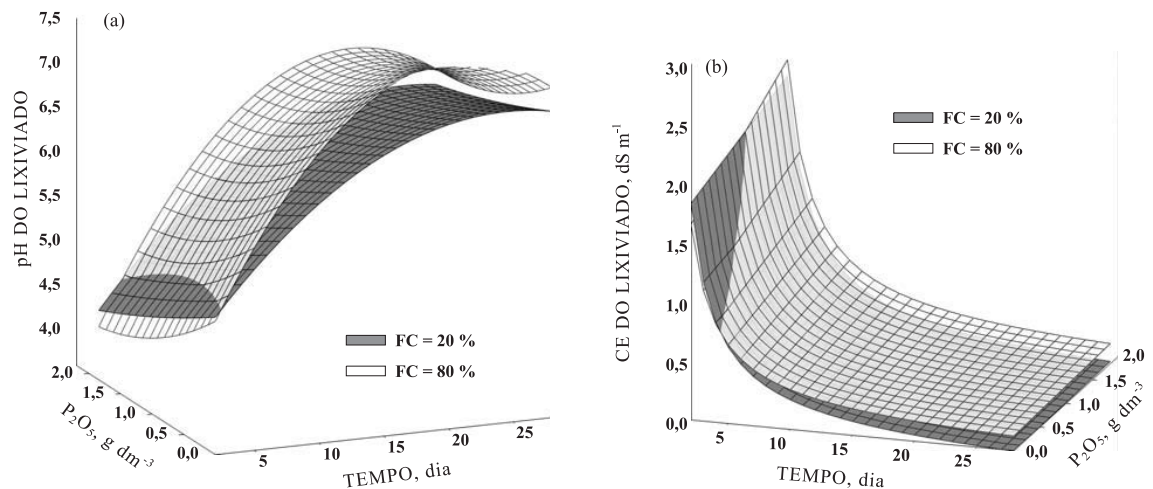 (a)
pH DO LIXIVIADO
7,5
7,0
6,5
6,0
5,5
5,0
4,5
4,0
FC = 20 %
FC = 80 %
2,0
1,5
1,0
0,5
0,0
P₂O₅, g dm⁻³
5
10
15
20
25
TEMPO, dia
(b)
CE DO LIXIVIADO, dS m⁻¹
3,0
2,5
2,0
1,5
1,0
0,5
0,0
FC = 20 %
FC = 80 %
5
10
15
20
25
TEMPO, dia
2,0
1,5
1,0
0,5
0,0
P₂O₅, g dm⁻³